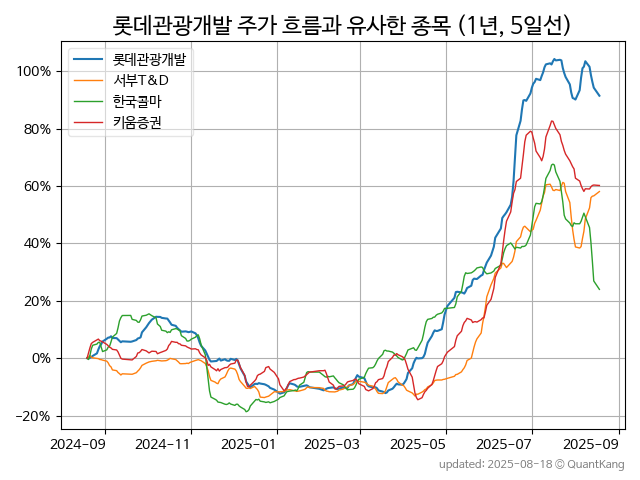 롯데관광개발 주가 흐름과 유사한 종목 (1년, 5일선)
롯데관광개발
서부T&D
한국콜마
키움증권
100%
80%
60%
40%
20%
0%
−20%
2024-09 2024-11 2025-01 2025-03 2025-05 2025-07 2025-09
updated: 2025-08-18 © QuantKang